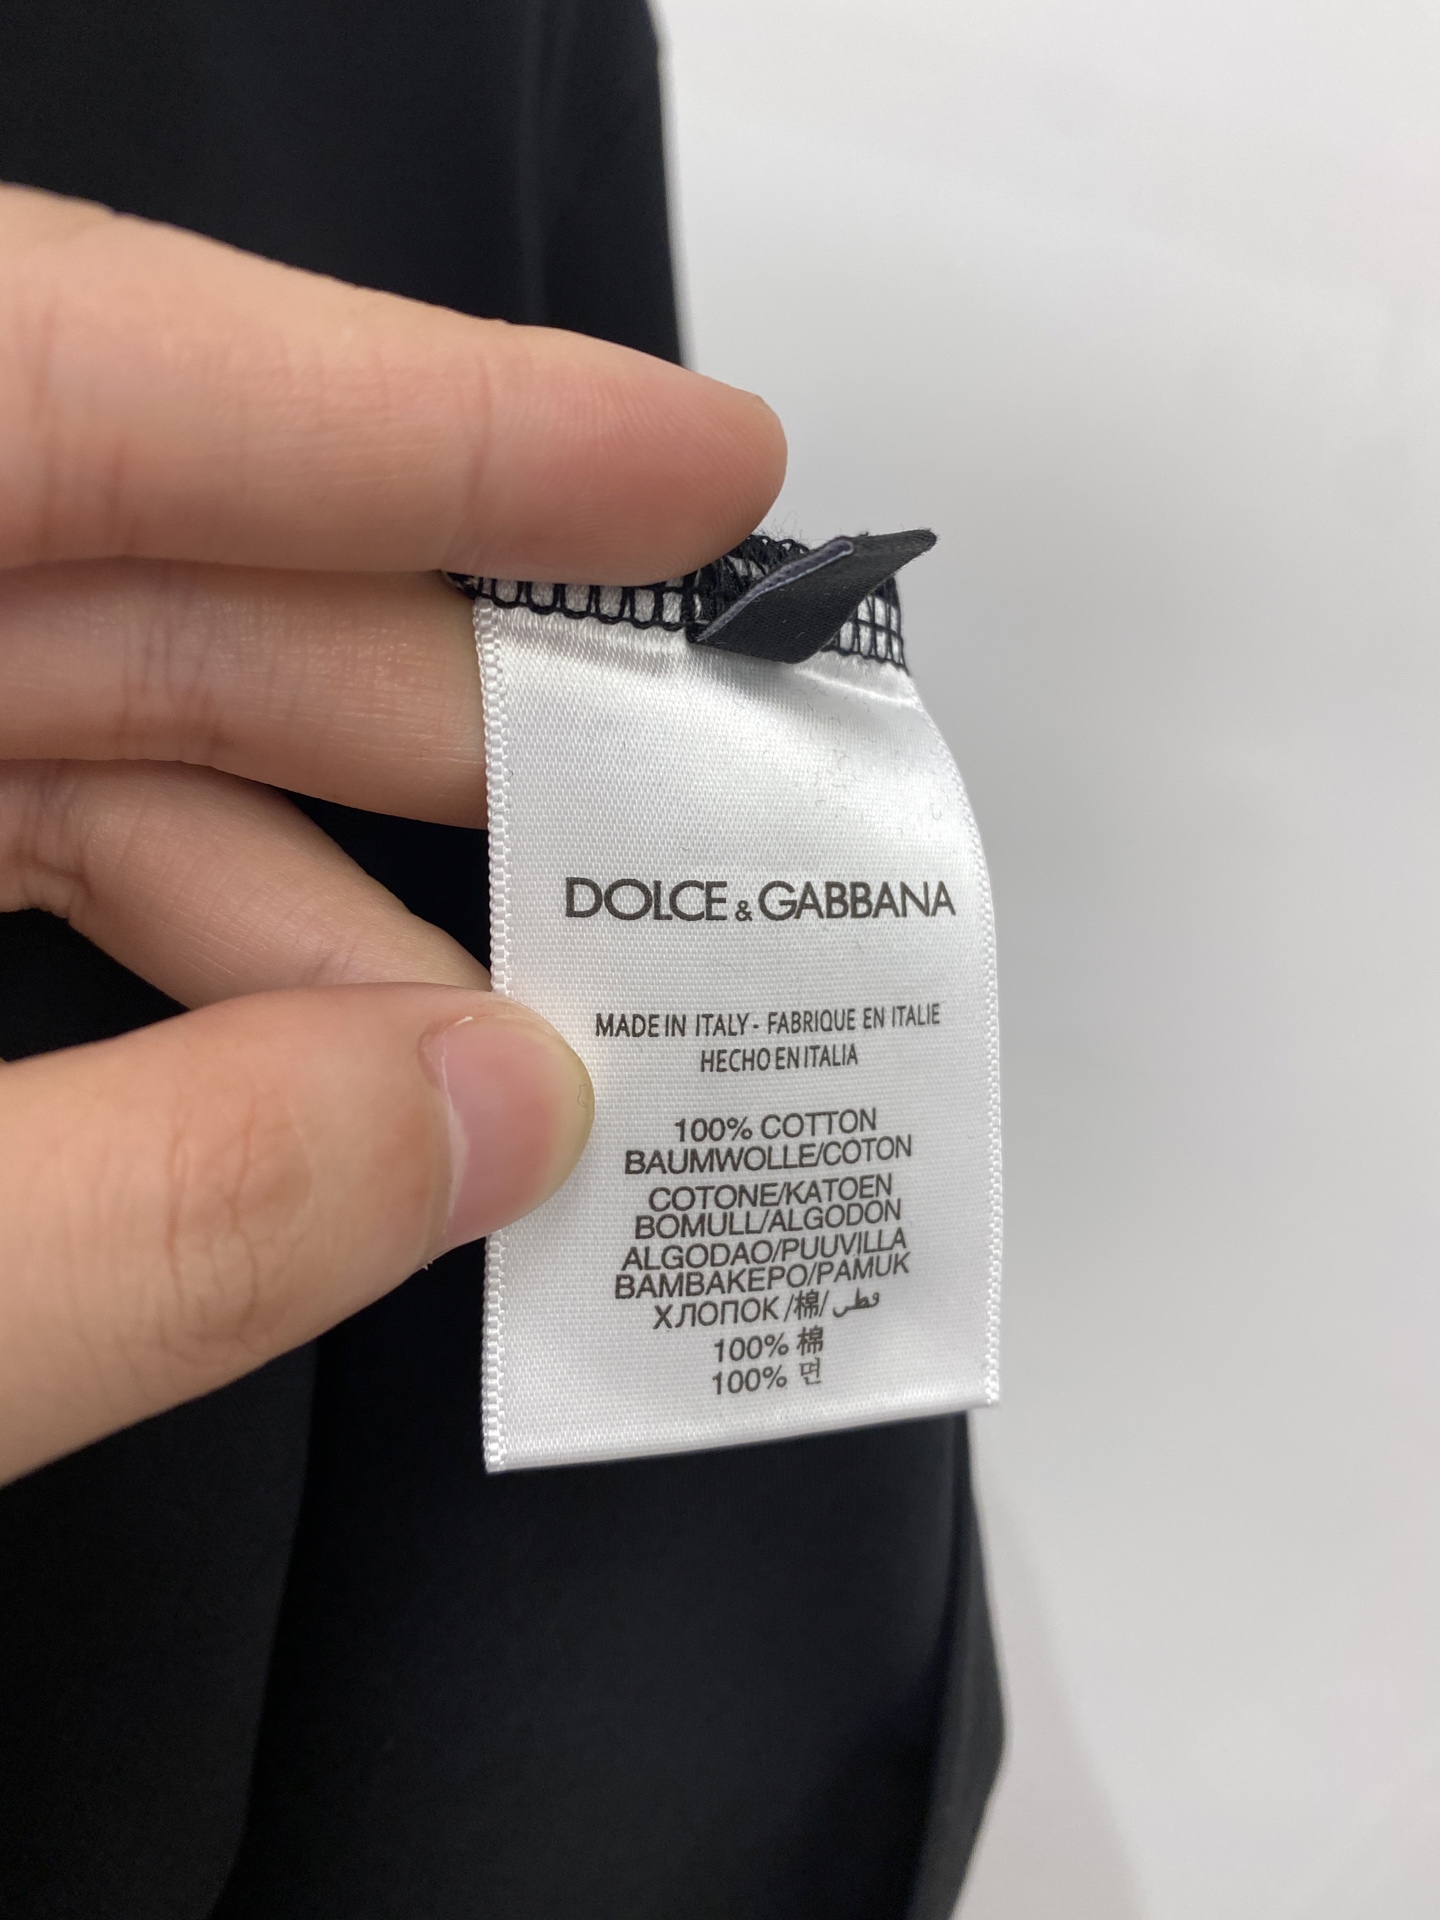 DOLCE & GABBANA
MADE IN ITALY - FABRIQUE EN ITALIE
HECHO EN ITALIA
100% COTTON
BAUMWOLLE/COTON
COTONE/KATOEN
BOMULL/ALGODON
ALGODAO/PUUVILLA
BAMBAKEPO/PAMUK
ХЛОПОК /棉/ قطن
100% 棉
100% 면